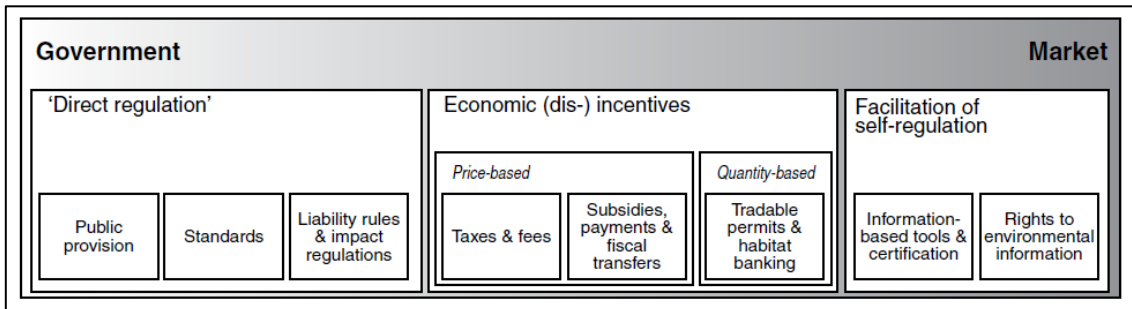 Government
Market
‘Direct regulation’
Economic (dis-) incentives
Facilitation of
self-regulation
Price-based
Quantity-based
Public
provision
Standards
Liability rules
& impact
regulations
Taxes & fees
Subsidies,
payments &
fiscal
transfers
Tradable
permits &
habitat
banking
Information-
based tools &
certification
Rights to
environmental
information